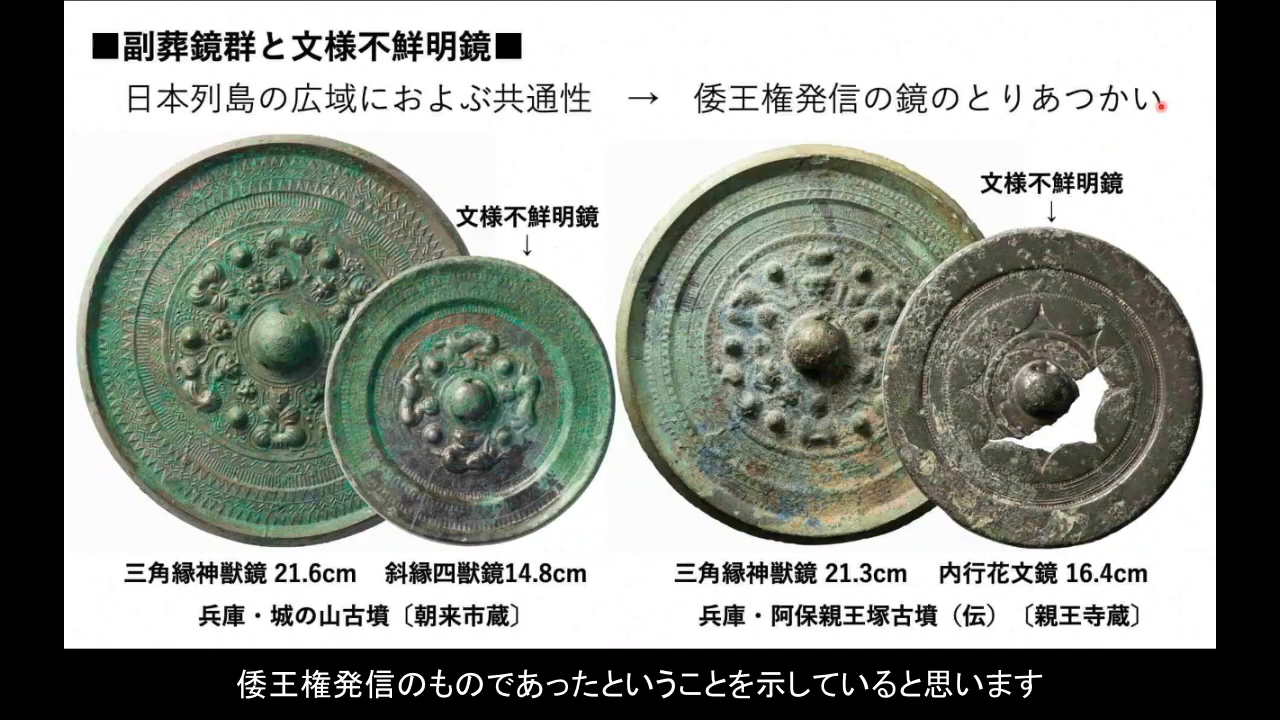 ■副葬鏡群と文様不鮮明鏡■
日本列島の広域におよぶ共通性　→　倭王権発信の鏡のとりあつかい
文様不鮮明鏡
↓
文様不鮮明鏡
↓
三角縁神獣鏡 21.6cm　斜縁四獣鏡14.8cm
兵庫・城の山古墳〔朝来市蔵〕
三角縁神獣鏡 21.3cm　内行花文鏡 16.4cm
兵庫・阿保親王塚古墳（伝）〔親王寺蔵〕
倭王権発信のものであったということを示していると思います